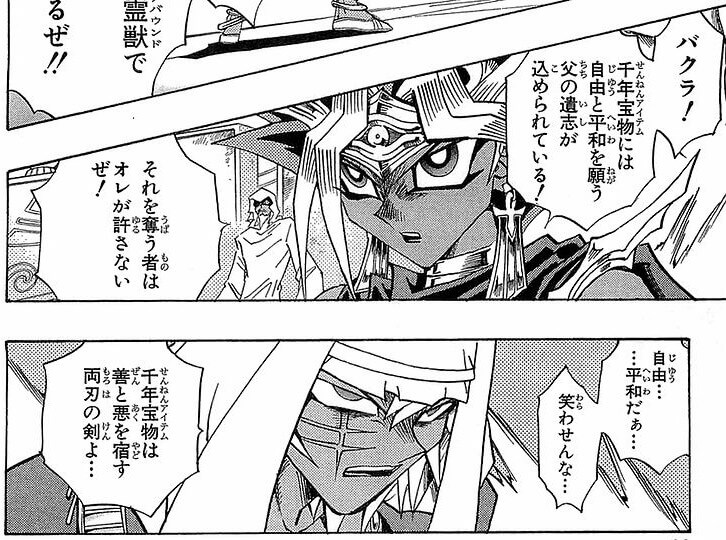 霊獣で
るぜ!!
バクラ!
千年宝物には
自由と平和を願う
父の遺志が
込められている!
それを奪う者は
オレが許さない
ぜ!
自由…
…平和だぁ…
笑わせんな…
千年宝物は
善と悪を宿す
両刃の剣よ…